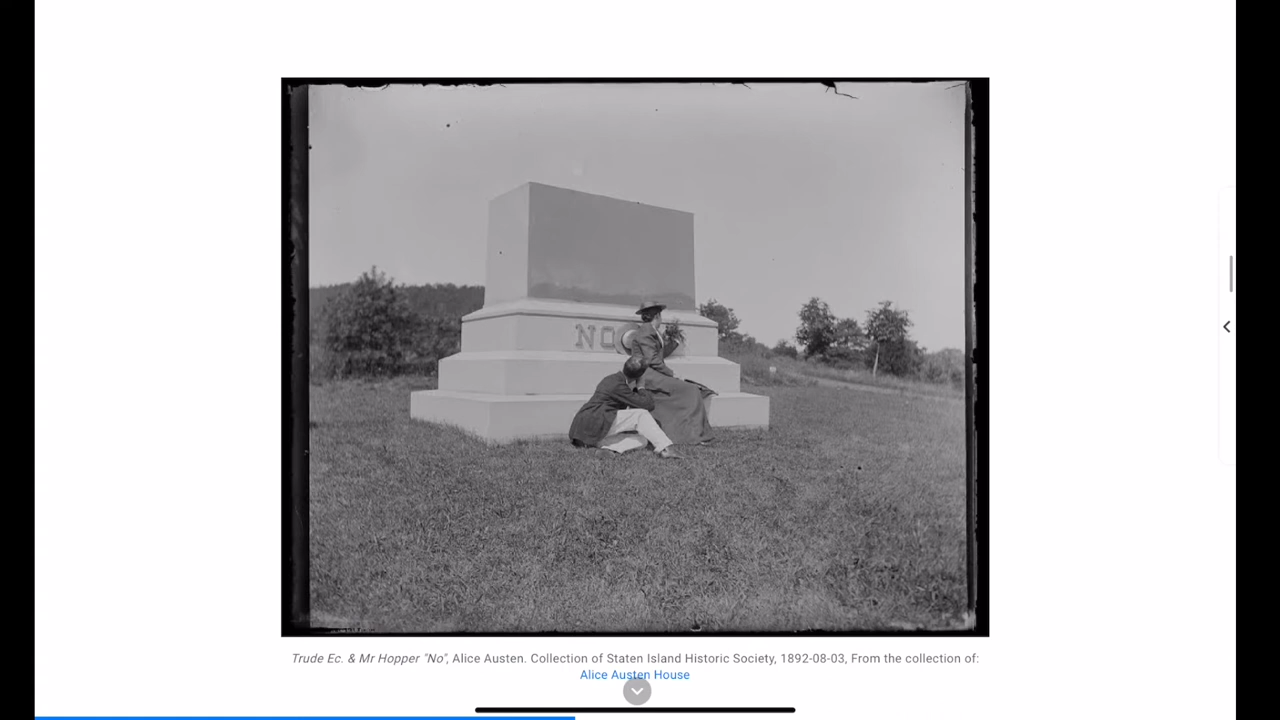 NO
Trude Ec. & Mr Hopper "No", Alice Austen. Collection of Staten Island Historic Society, 1892-08-03, From the collection of:
Alice Austen House